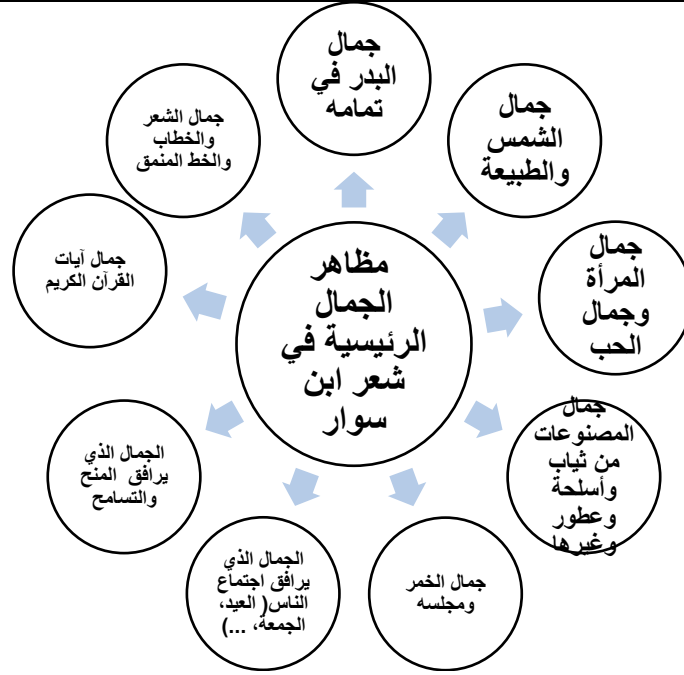 مظاهر
الجمال
الرئيسية في
شعر ابن
سوار
جمال
البدر في
تمامه
جمال
الشمس
والطبيعة
جمال
المرأة
وجمال
الحب
جمال
المصنوعات
من ثياب
وأسلحة
وعطور
وغيرها
جمال الخمر
ومجلسه
الجمال الذي
يرافق اجتماع
الناس( العيد،
الجمعة، ...)
الجمال الذي
يرافق المنح
والتسامح
جمال آيات
القرآن الكريم
جمال الشعر
والخطاب
والخط المنمق